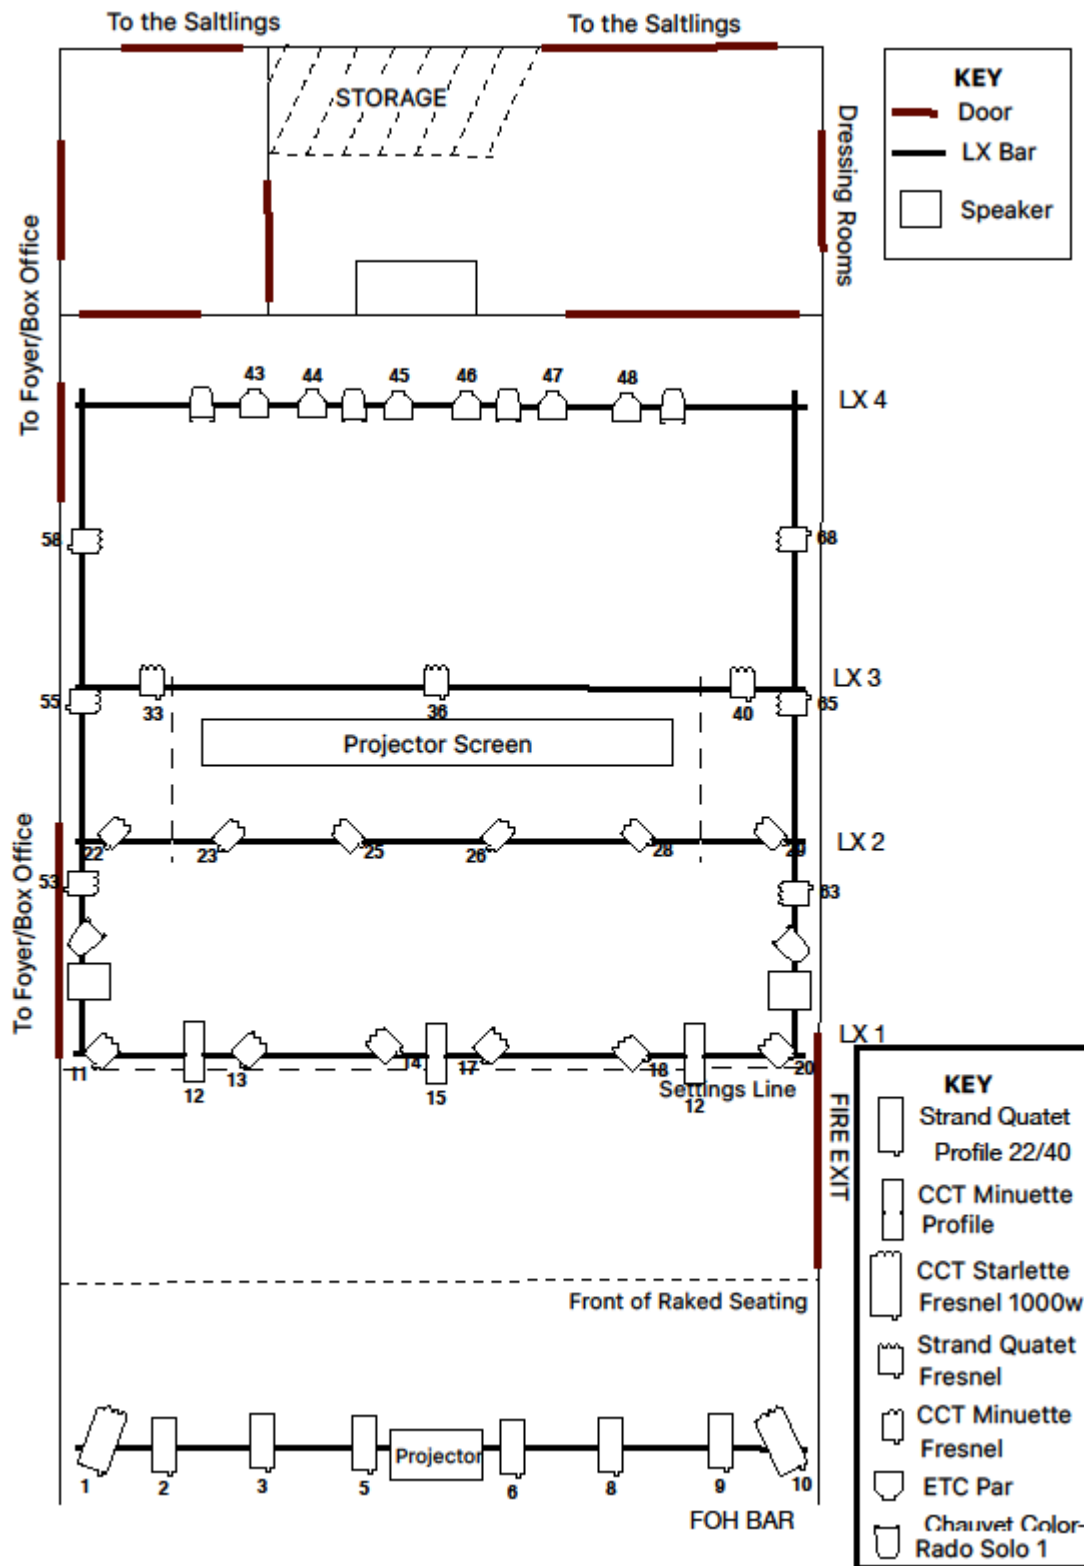 To the Saltlings
To the Saltlings
STORAGE
KEY
Door
LX Bar
Speaker
Dressing Rooms
To Foyer/Box Office
43
44
45
46
47
48
LX 4
58
68
LX 3
55
33
36
40
65
Projector Screen
22
23
25
26
28
29
LX 2
53
63
To Foyer/Box Office
LX 1
11
12
13
14
15
17
18
12
20
Settings Line
FIRE EXIT
KEY
Strand Quatet
Profile 22/40
CCT Minuette
Profile
CCT Starlette
Fresnel 1000w
Strand Quatet
Fresnel
CCT Minuette
Fresnel
ETC Par
Chauvet Color-
Rado Solo 1
Front of Raked Seating
Projector
1
2
3
5
6
8
9
10
FOH BAR